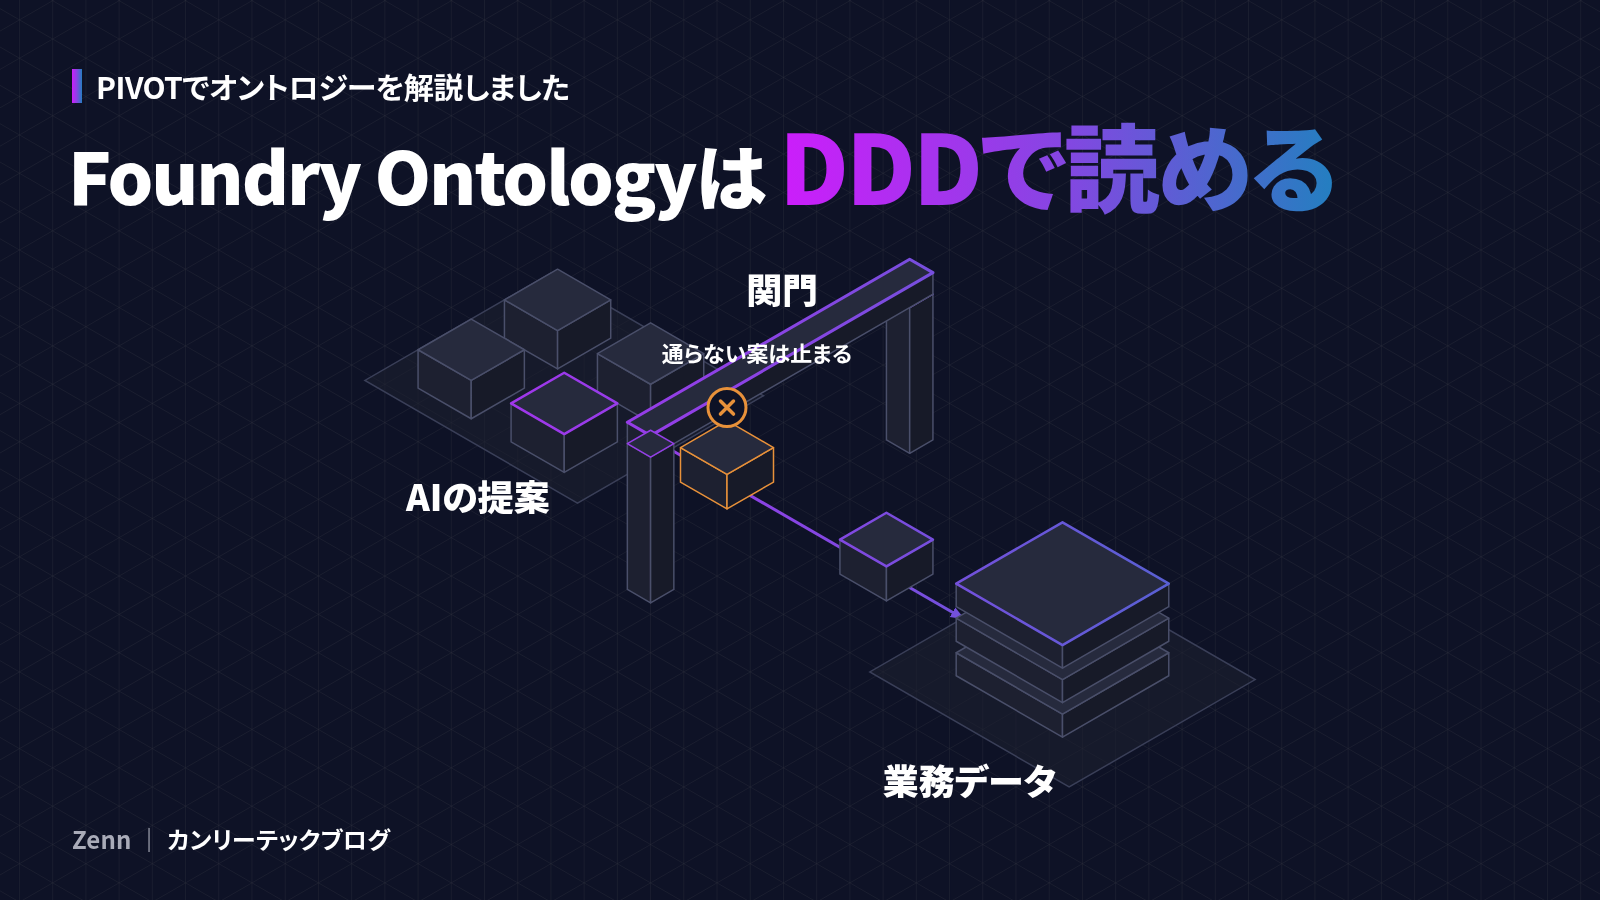 PIVOTでオントロジーを解説しました
Foundry Ontologyは DDDで読める
関門
通らない案は止まる
AIの提案
業務データ
Zenn | カンリーテックブログ